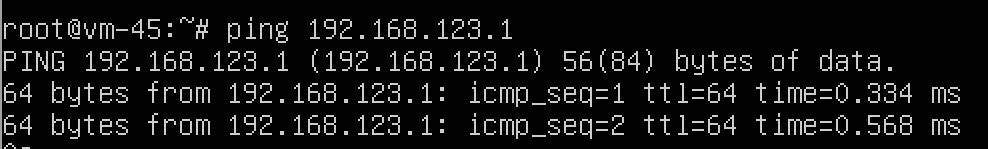 root@vm-45:~# ping 192.168.123.1
PING 192.168.123.1 (192.168.123.1) 56(84) bytes of data.
64 bytes from 192.168.123.1: icmp_seq=1 ttl=64 time=0.334 ms
64 bytes from 192.168.123.1: icmp_seq=2 ttl=64 time=0.568 ms